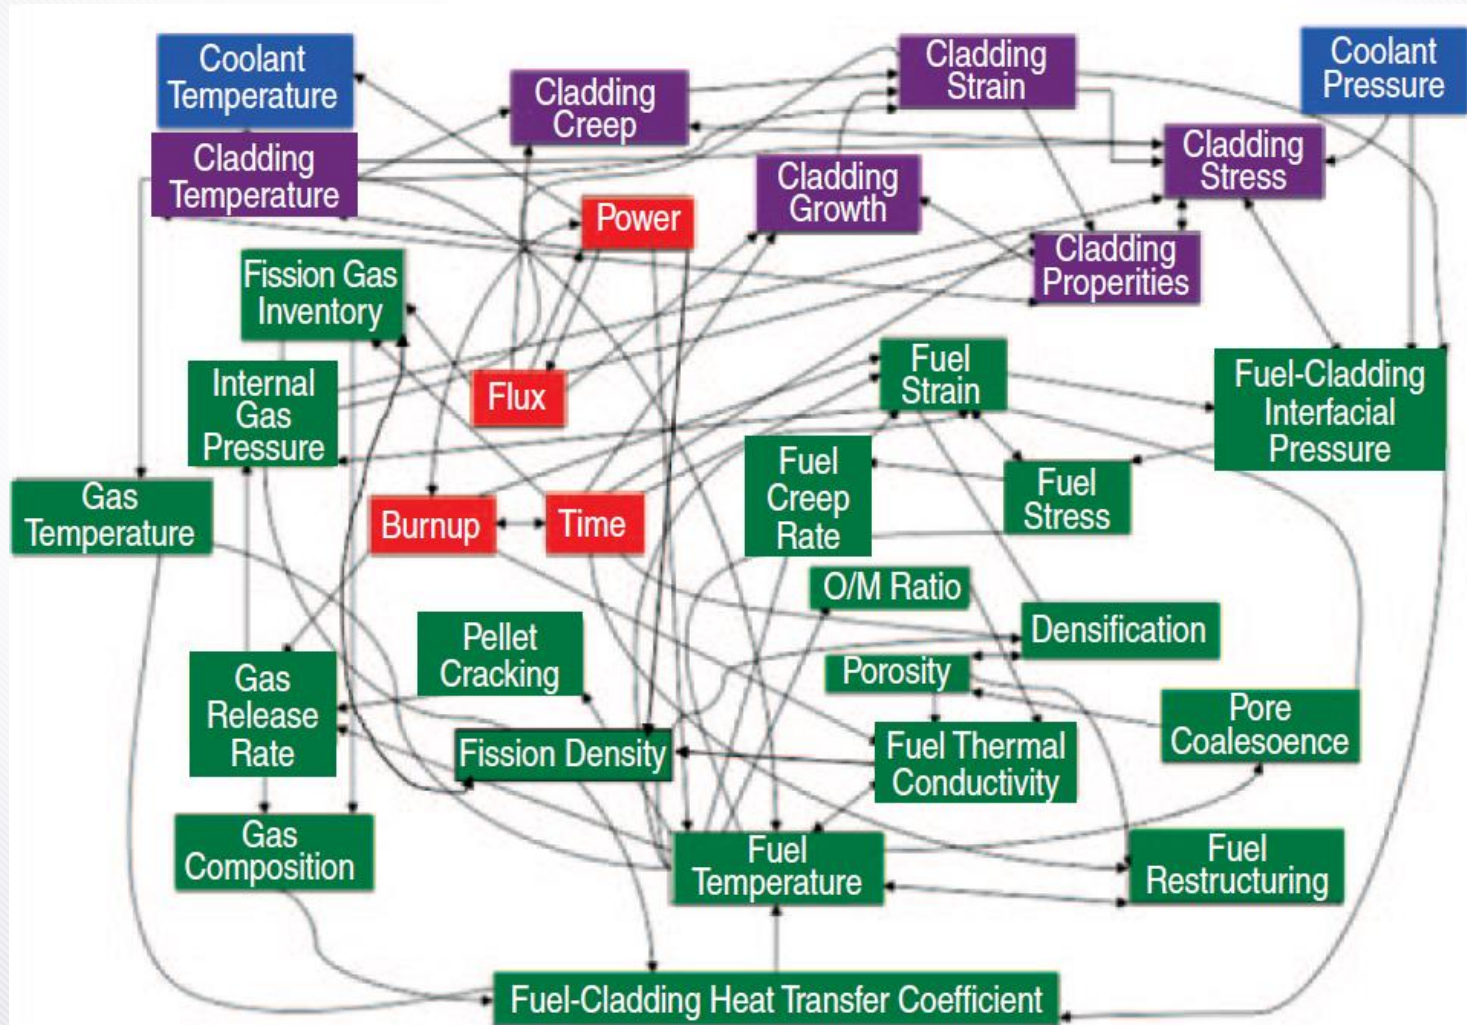 Coolant
Temperature
Cladding
Temperature
Cladding
Creep
Cladding
Strain
Coolant
Pressure
Cladding
Stress
Cladding
Growth
Power
Cladding
Properities
Fission Gas
Inventory
Internal
Gas
Pressure
Flux
Fuel
Strain
Fuel-Cladding
Interfacial
Pressure
Gas
Temperature
Burnup
Time
Fuel
Creep
Rate
Fuel
Stress
O/M Ratio
Densification
Pellet
Cracking
Porosity
Gas
Release
Rate
Fission Density
Fuel Thermal
Conductivity
Pore
Coalesoence
Gas
Composition
Fuel
Temperature
Fuel
Restructuring
Fuel-Cladding Heat Transfer Coefficient